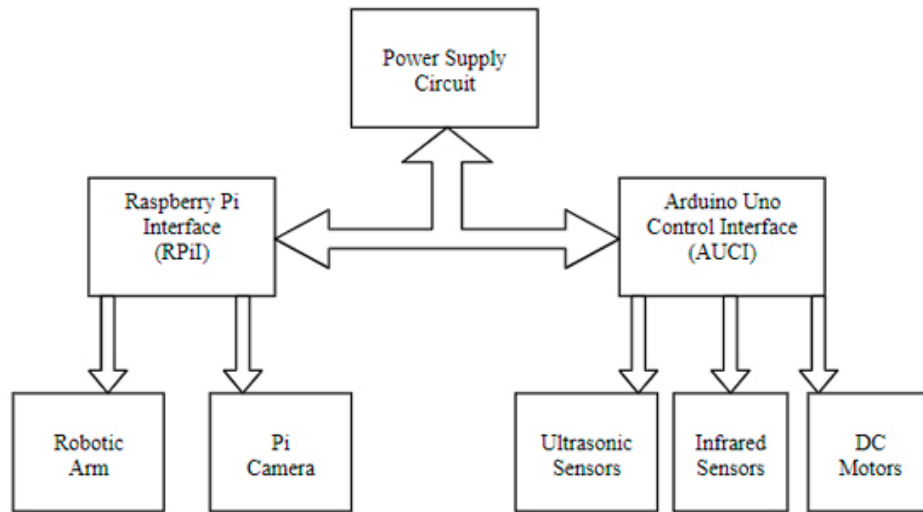 Power Supply
Circuit
Raspberry Pi
Interface
(RPiI)
Arduino Uno
Control Interface
(AUCI)
Robotic
Arm
Pi
Camera
Ultrasonic
Sensors
Infrared
Sensors
DC
Motors